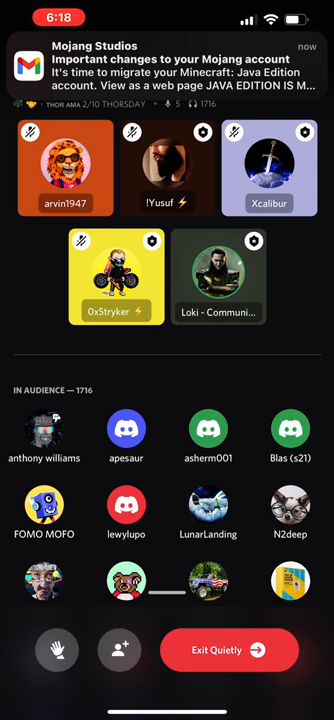 6:18
Mojang Studios now
Important changes to your Mojang account
It's time to migrate your Minecraft: Java Edition
account. View as a web page JAVA EDITION IS M...
THOR AMA 2/10 THORSDAY • 5 1716
arvin1947 !Yusuf ⚡ Xcalibur
0xStryker ⚡ Loki - Communi...
IN AUDIENCE — 1716
anthony williams apesaur asherm001 Blas (s21)
FOMO MOFO lewylupo LunarLanding N2deep
Exit Quietly